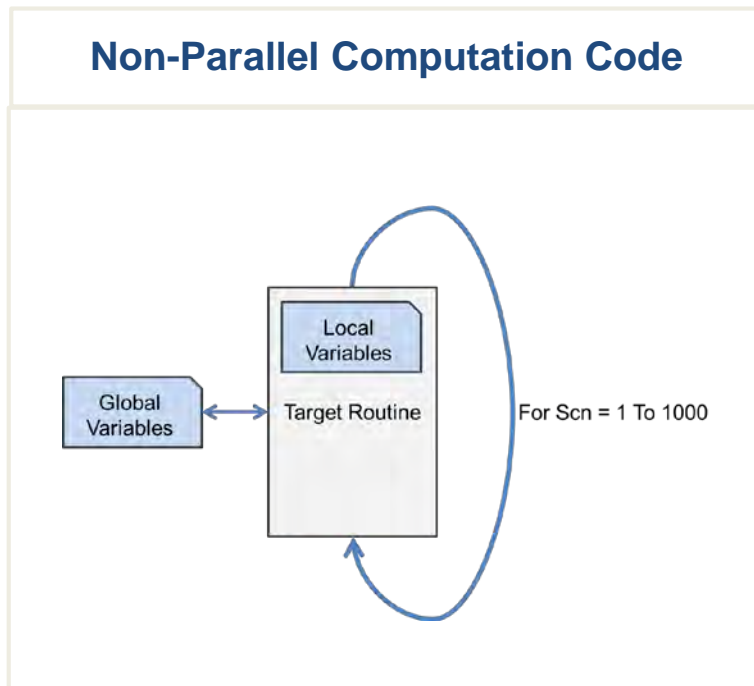 Non-Parallel Computation Code
Local
Variables
Global
Variables
Target Routine
For Scn = 1 To 1000